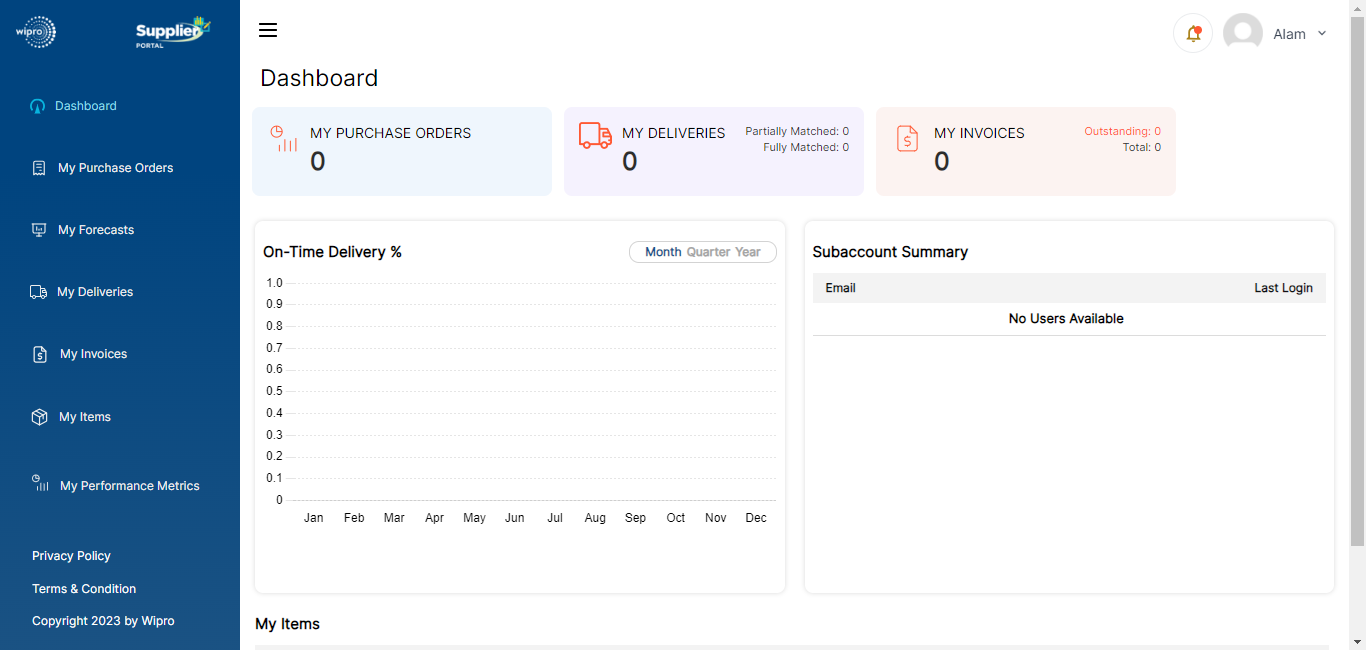 wipro
Supplier
PORTAL
Alam
Dashboard
Dashboard
My Purchase Orders
My Forecasts
My Deliveries
My Invoices
My Items
My Performance Metrics
Privacy Policy
Terms & Condition
Copyright 2023 by Wipro
MY PURCHASE ORDERS
0
MY DELIVERIES
0
Partially Matched: 0
Fully Matched: 0
MY INVOICES
0
Outstanding: 0
Total: 0
On-Time Delivery %
Month Quarter Year
1.0
0.9
0.8
0.7
0.6
0.5
0.4
0.3
0.2
0.1
0
Jan Feb Mar Apr May Jun Jul Aug Sep Oct Nov Dec
Subaccount Summary
Email Last Login
No Users Available
My Items